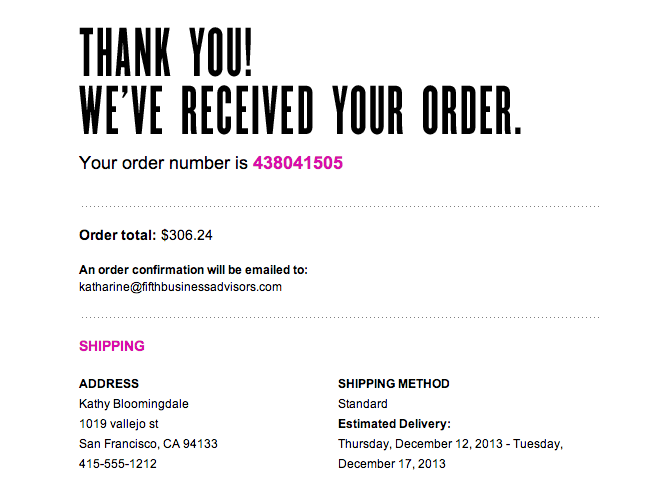 THANK YOU!
WE'VE RECEIVED YOUR ORDER.
Your order number is 438041505
Order total: $306.24
An order confirmation will be emailed to:
katharine@fifthbusinessadvisors.com
SHIPPING
ADDRESS
Kathy Bloomingdale
1019 vallejo st
San Francisco, CA 94133
415-555-1212
SHIPPING METHOD
Standard
Estimated Delivery:
Thursday, December 12, 2013 - Tuesday,
December 17, 2013